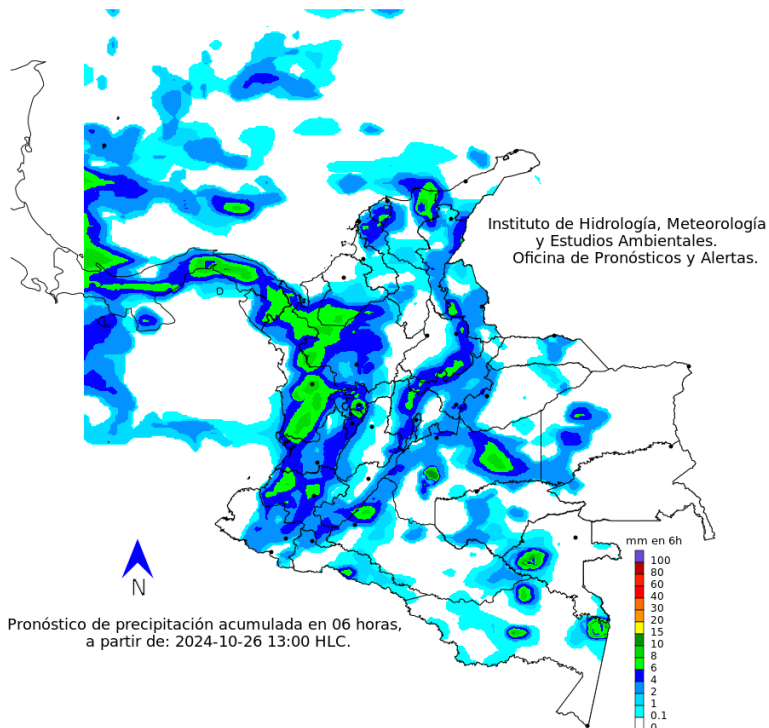 Instituto de Hidrología, Meteorología
y Estudios Ambientales.
Oficina de Pronósticos y Alertas.
mm en 6h
100
80
60
40
30
20
15
10
8
6
4
2
1
0.1
0
N
Pronóstico de precipitación acumulada en 06 horas,
a partir de: 2024-10-26 13:00 HLC.